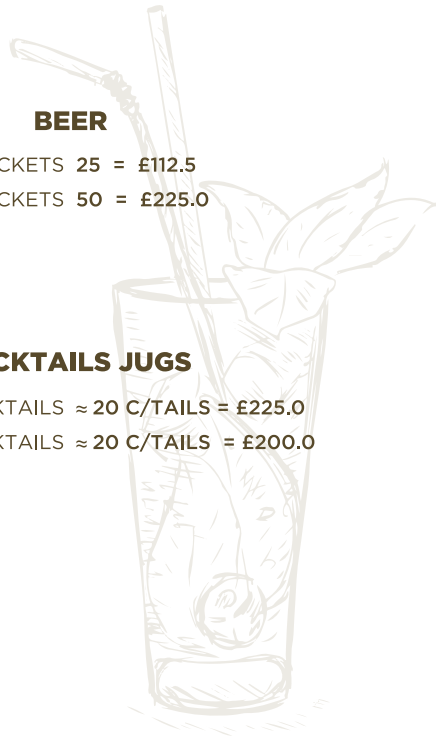 BEER
CKETS 25 = £112.5
CKETS 50 = £225.0
CKTAILS JUGS
KTAILS ≈ 20 C/TAILS = £225.0
KTAILS ≈ 20 C/TAILS = £200.0